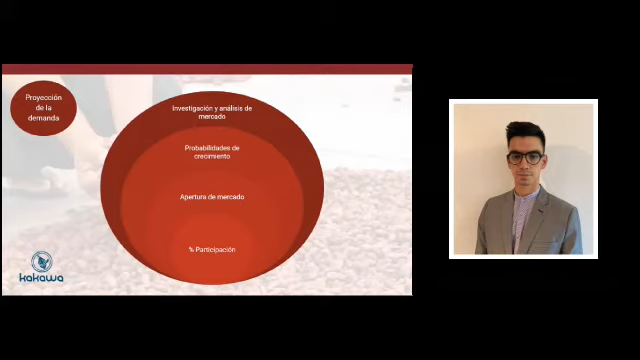 Proyección
de la
demanda
Investigación y análisis de
mercado
Probabilidades de
crecimiento
Apertura de mercado
% Participación
kakawa